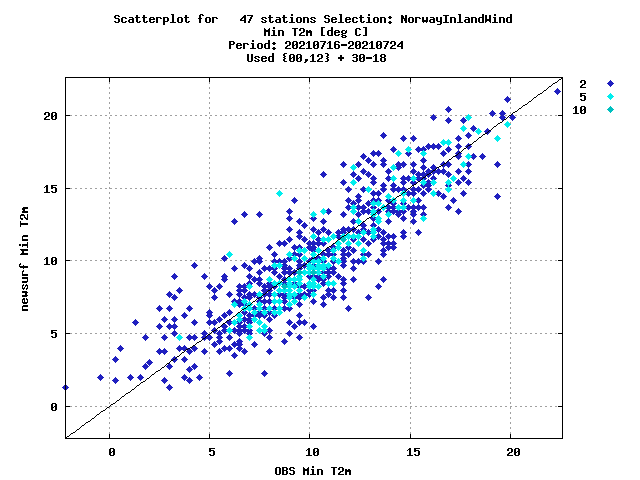 Scatterplot for   47 stations Selection: NorwayInlandWind
Min T2m [deg C]
Period: 20210716-20210724
Used {00,12} + 30-18
2
5
10
20
15
10
5
0
newsurf Min T2m
0 5 10 15 20
OBS Min T2m